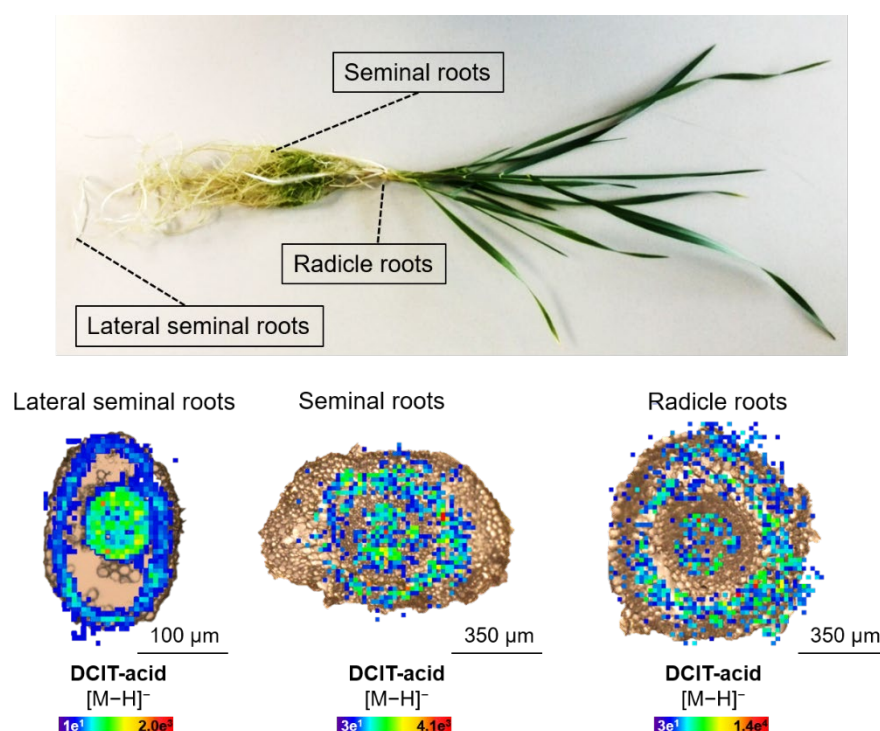 Seminal roots
Radicle roots
Lateral seminal roots
Lateral seminal roots
Seminal roots
Radicle roots
100 µm
350 µm
350 µm
DCIT-acid
DCIT-acid
DCIT-acid
[M−H]⁻
[M−H]⁻
[M−H]⁻
1e¹ 2.0e³
3e¹ 4.1e³
3e¹ 1.4e⁴